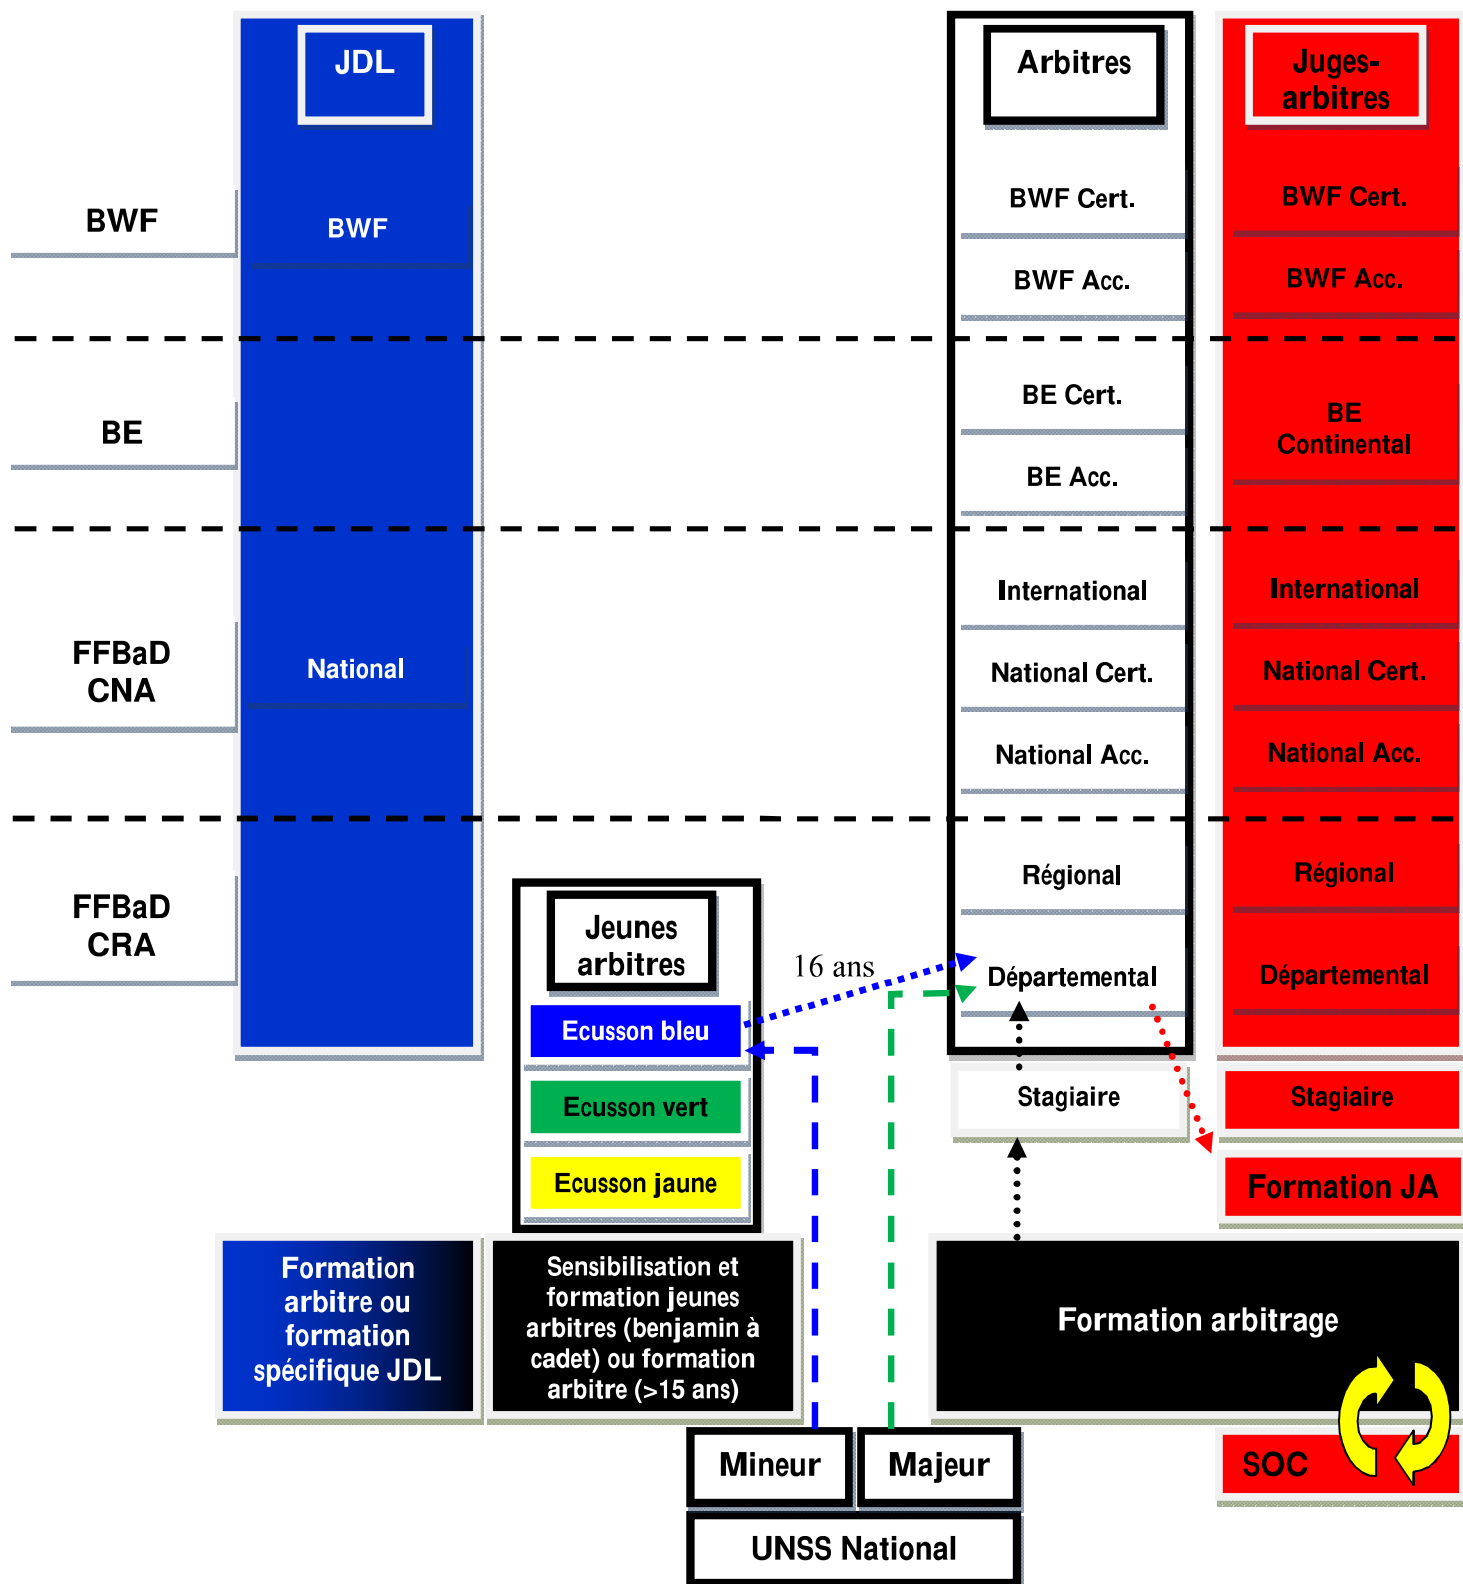 JDL
Arbitres
Juges-
arbitres
BWF
BWF
BWF Cert.
BWF Cert.
BWF Acc.
BWF Acc.
BE
BE Cert.
BE Acc.
BE
Continental
FFBaD
CNA
National
International
International
National Cert.
National Cert.
National Acc.
National Acc.
FFBaD
CRA
Régional
Régional
Jeunes
arbitres
16 ans
Départemental
Départemental
Ecusson bleu
Ecusson vert
Ecusson jaune
Stagiaire
Stagiaire
Formation JA
Formation
arbitre ou
formation
spécifique JDL
Sensibilisation et
formation jeunes
arbitres (benjamin à
cadet) ou formation
arbitre (>15 ans)
Formation arbitrage
Mineur
Majeur
SOC
UNSS National